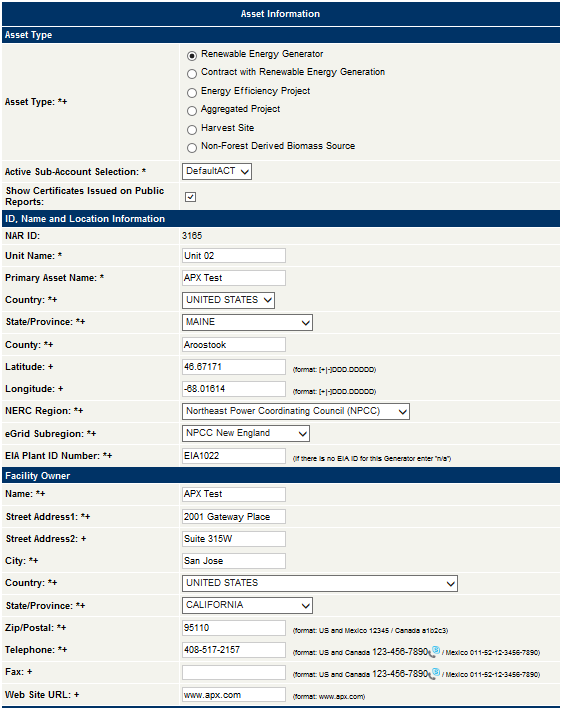 Asset Information
Asset Type
Asset Type: *+
Renewable Energy Generator
Contract with Renewable Energy Generation
Energy Efficiency Project
Aggregated Project
Harvest Site
Non-Forest Derived Biomass Source
Active Sub-Account Selection: * DefaultACT
Show Certificates Issued on Public
Reports:
ID, Name and Location Information
NAR ID: 3165
Unit Name: * Unit 02
Primary Asset Name: * APX Test
Country: *+ UNITED STATES
State/Province: *+ MAINE
County: *+ Aroostook
Latitude: + 46.67171 (format: [+|-]DDD.DDDDD)
Longitude: + -68.01614 (format: [+|-]DDD.DDDDD)
NERC Region: *+ Northeast Power Coordinating Council (NPCC)
eGrid Subregion: *+ NPCC New England
EIA Plant ID Number: *+ EIA1022 (If there is no EIA ID for this Generator enter "n/a")
Facility Owner
Name: *+ APX Test
Street Address1: *+ 2001 Gateway Place
Street Address2: + Suite 315W
City: *+ San Jose
Country: *+ UNITED STATES
State/Province: *+ CALIFORNIA
Zip/Postal: *+ 95110 (format: US and Mexico 12345 / Canada a1b2c3)
Telephone: *+ 408-517-2157 (format: US and Canada 123-456-7890 / Mexico 011-52-12-3456-7890)
Fax: + (format: US and Canada 123-456-7890 / Mexico 011-52-12-3456-7890)
Web Site URL: + www.apx.com (format: www.apx.com)